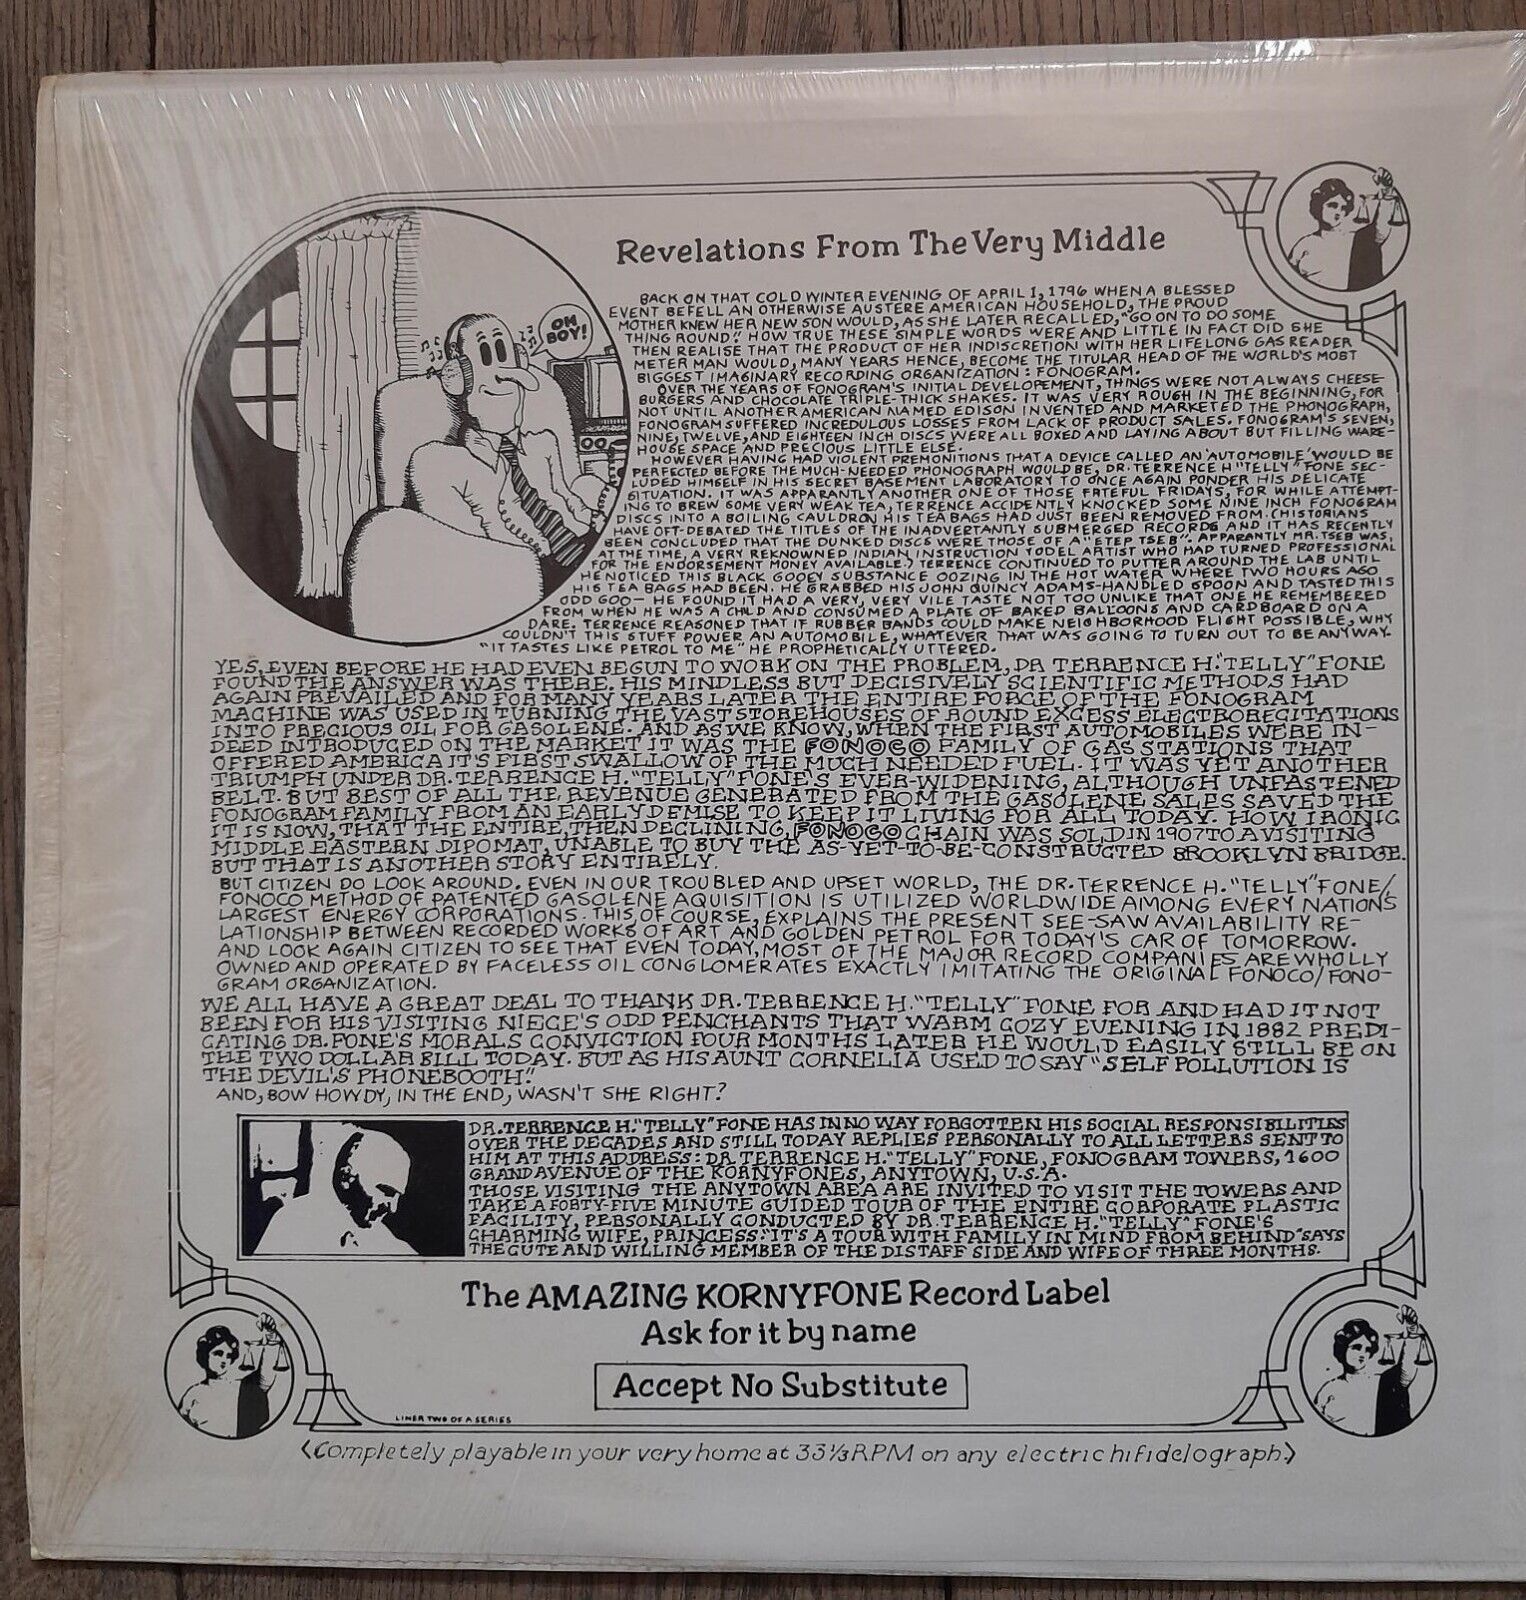 Revelations From The Very Middle
OH
BOY!
BACK ON THAT COLD WINTER EVENING OF APRIL 1, 1796 WHEN A BLESSED
EVENT BEFELL AN OTHERWISE AUSTERE AMERICAN HOUSEHOLD, THE PROUD
MOTHER KNEW HER NEW SON WOULD, AS SHE LATER RECALLED, "GO ON TO DO SOME
THING ROUND". HOW TRUE THESE SIMPLE WORDS WERE AND LITTLE IN FACT DID SHE
THEN REALISE THAT THE PRODUCT OF HER INDISCRETION WITH HER LIFELONG GAS READER
METER MAN WOULD, MANY YEARS HENCE, BECOME THE TITULAR HEAD OF THE WORLD'S MOST
BIGGEST IMAGINARY RECORDING ORGANIZATION: FONOGRAM.
OVER THE YEARS OF FONOGRAM'S INITIAL DEVELOPEMENT, THINGS WERE NOT ALWAYS CHEESE-
BURGERS AND CHOCOLATE TRIPLE-THICK SHAKES. IT WAS VERY ROUGH IN THE BEGINNING, FOR
NOT UNTIL ANOTHER AMERICAN NAMED EDISON INVENTED AND MARKETED THE PHONOGRAPH,
FONOGRAM SUFFERED INCREDULOUS LOSSES FROM LACK OF PRODUCT SALES. FONOGRAM'S SEVEN,
NINE, TWELVE, AND EIGHTEEN INCH DISCS WERE ALL BOXED AND LAYING ABOUT BUT FILLING WARE-
HOUSE SPACE AND PRECIOUS LITTLE ELSE.
HOWEVER HAVING HAD VIOLENT PREMONITIONS THAT A DEVICE CALLED AN 'AUTOMOBILE' WOULD BE
PERFECTED BEFORE THE MUCH-NEEDED PHONOGRAPH WOULD BE, DR. TERRENCE H "TELLY" FONE SEC-
LUDED HIMSELF IN HIS SECRET BASEMENT LABORATORY TO ONCE AGAIN PONDER HIS DELICATE
SITUATION. IT WAS APPARANTLY ANOTHER ONE OF THOSE FATEFUL FRIDAYS, FOR WHILE ATTEMPT-
ING TO BREW SOME VERY WEAK TEA, TERRENCE ACCIDENTLY KNOCKED SOME NINE INCH FONOGRAM
DISCS INTO A BOILING CAULDRON HIS TEA BAGS HAD JUST BEEN REMOVED FROM. (HISTORIANS
HAVE OFT-DEBATED THE TITLES OF THE INADVERTANTLY SUBMERGED RECORDS AND IT HAS RECENTLY
BEEN CONCLUDED THAT THE DUNKED DISCS WERE THOSE OF A "ETEP TSEB". APPARANTLY MR. TSEB WAS,
AT THE TIME, A VERY REKNOWNED INDIAN INSTRUCTION YODEL ARTIST WHO HAD TURNED PROFESSIONAL
FOR THE ENDORSEMENT MONEY AVAILABLE.) TERRENCE CONTINUED TO PUTTER AROUND THE LAB UNTIL
HE NOTICED THIS BLACK GOOEY SUBSTANCE OOZING IN THE HOT WATER WHERE TWO HOURS AGO
HIS TEA BAGS HAD BEEN. HE GRABBED HIS JOHN QUINCY ADAMS-HANDLED SPOON AND TASTED THIS
ODD GOO— HE FOUND IT HAD A VERY, VERY VILE TASTE NOT TOO UNLIKE THAT ONE HE REMEMBERED
FROM WHEN HE WAS A CHILD AND CONSUMED A PLATE OF BAKED BALLOONS AND CARDBOARD ON A
DARE. TERRENCE REASONED THAT IF RUBBER BANDS COULD MAKE NEIGHBORHOOD FLIGHT POSSIBLE, WHY
COULDN'T THIS STUFF POWER AN AUTOMOBILE, WHATEVER THAT WAS GOING TO TURN OUT TO BE ANYWAY.
"IT TASTES LIKE PETROL TO ME" HE PROPHETICALLY UTTERED.
YES, EVEN BEFORE HE HAD EVEN BEGUN TO WORK ON THE PROBLEM, DR TERRENCE H. "TELLY" FONE
FOUND THE ANSWER WAS THERE. HIS MINDLESS BUT DECISIVELY SCIENTIFIC METHODS HAD
AGAIN PREVAILED AND FOR MANY YEARS LATER THE ENTIRE FORCE OF THE FONOGRAM
MACHINE WAS USED IN TURNING THE VAST STOREHOUSES OF ROUND EXCESS ELECTRORECITATIONS
INTO PRECIOUS OIL FOR GASOLENE. AND AS WE KNOW, WHEN THE FIRST AUTOMOBILES WERE IN-
DEED INTRODUCED ON THE MARKET IT WAS THE FONOCO FAMILY OF GAS STATIONS THAT
OFFERED AMERICA IT'S FIRST SWALLOW OF THE MUCH NEEDED FUEL. IT WAS YET ANOTHER
TRIUMPH UNDER DR. TERRENCE H. "TELLY" FONE'S EVER-WIDENING, ALTHOUGH UNFASTENED
BELT. BUT BEST OF ALL THE REVENUE GENERATED FROM THE GASOLENE SALES SAVED THE
FONOGRAM FAMILY FROM AN EARLY DEMISE TO KEEP IT LIVING FOR ALL TODAY. HOW IRONIC
IT IS NOW, THAT THE ENTIRE, THEN DECLINING, FONOCO CHAIN WAS SOLD IN 1907 TO A VISITING
MIDDLE EASTERN DIPOMAT, UNABLE TO BUY THE AS-YET-TO-BE-CONSTRUCTED BROOKLYN BRIDGE.
BUT THAT IS ANOTHER STORY ENTIRELY.
BUT CITIZEN DO LOOK AROUND. EVEN IN OUR TROUBLED AND UPSET WORLD, THE DR. TERRENCE H. "TELLY" FONE/
FONOCO METHOD OF PATENTED GASOLENE AQUISITION IS UTILIZED WORLDWIDE AMONG EVERY NATIONS
LARGEST ENERGY CORPORATIONS. THIS, OF COURSE, EXPLAINS THE PRESENT SEE-SAW AVAILABILITY RE-
LATIONSHIP BETWEEN RECORDED WORKS OF ART AND GOLDEN PETROL FOR TODAY'S CAR OF TOMORROW.
AND LOOK AGAIN CITIZEN TO SEE THAT EVEN TODAY, MOST OF THE MAJOR RECORD COMPANIES ARE WHOLLY
OWNED AND OPERATED BY FACELESS OIL CONGLOMERATES EXACTLY IMITATING THE ORIGINAL FONOCO/FONO-
GRAM ORGANIZATION.
WE ALL HAVE A GREAT DEAL TO THANK DR. TERRENCE H. "TELLY" FONE FOR AND HAD IT NOT
BEEN FOR HIS VISITING NIECE'S ODD PENCHANTS THAT WARM COZY EVENING IN 1882 PREDI-
CATING DR. FONE'S MORALS CONVICTION FOUR MONTHS LATER HE WOULD EASILY STILL BE ON
THE TWO DOLLAR BILL TODAY. BUT AS HIS AUNT CORNELIA USED TO SAY "SELF POLLUTION IS
THE DEVIL'S PHONEBOOTH."
AND, BOW HOWDY, IN THE END, WASN'T SHE RIGHT?
DR. TERRENCE H. "TELLY" FONE HAS IN NO WAY FORGOTTEN HIS SOCIAL RESPONSIBILITIES
OVER THE DECADES AND STILL TODAY REPLIES PERSONALLY TO ALL LETTERS SENT TO
HIM AT THIS ADDRESS: DR. TERRENCE H. "TELLY" FONE, FONOGRAM TOWERS, 1600
GRAND AVENUE OF THE KORNYFONES, ANYTOWN, U.S.A.
THOSE VISITING THE ANYTOWN AREA ARE INVITED TO VISIT THE TOWERS AND
TAKE A FORTY-FIVE MINUTE GUIDED TOUR OF THE ENTIRE CORPORATE PLASTIC
FACILITY, PERSONALLY CONDUCTED BY DR. TERRENCE H. "TELLY" FONE'S
CHARMING WIFE, PRINCESS. "IT'S A TOUR WITH FAMILY IN MIND FROM BEHIND" SAYS
THE CUTE AND WILLING MEMBER OF THE DISTAFF SIDE AND WIFE OF THREE MONTHS.
The AMAZING KORNYFONE Record Label
Ask for it by name
Accept No Substitute
LINER TWO OF A SERIES
<Completely playable in your very home at 33⅓ RPM on any electric hifidelograph.>